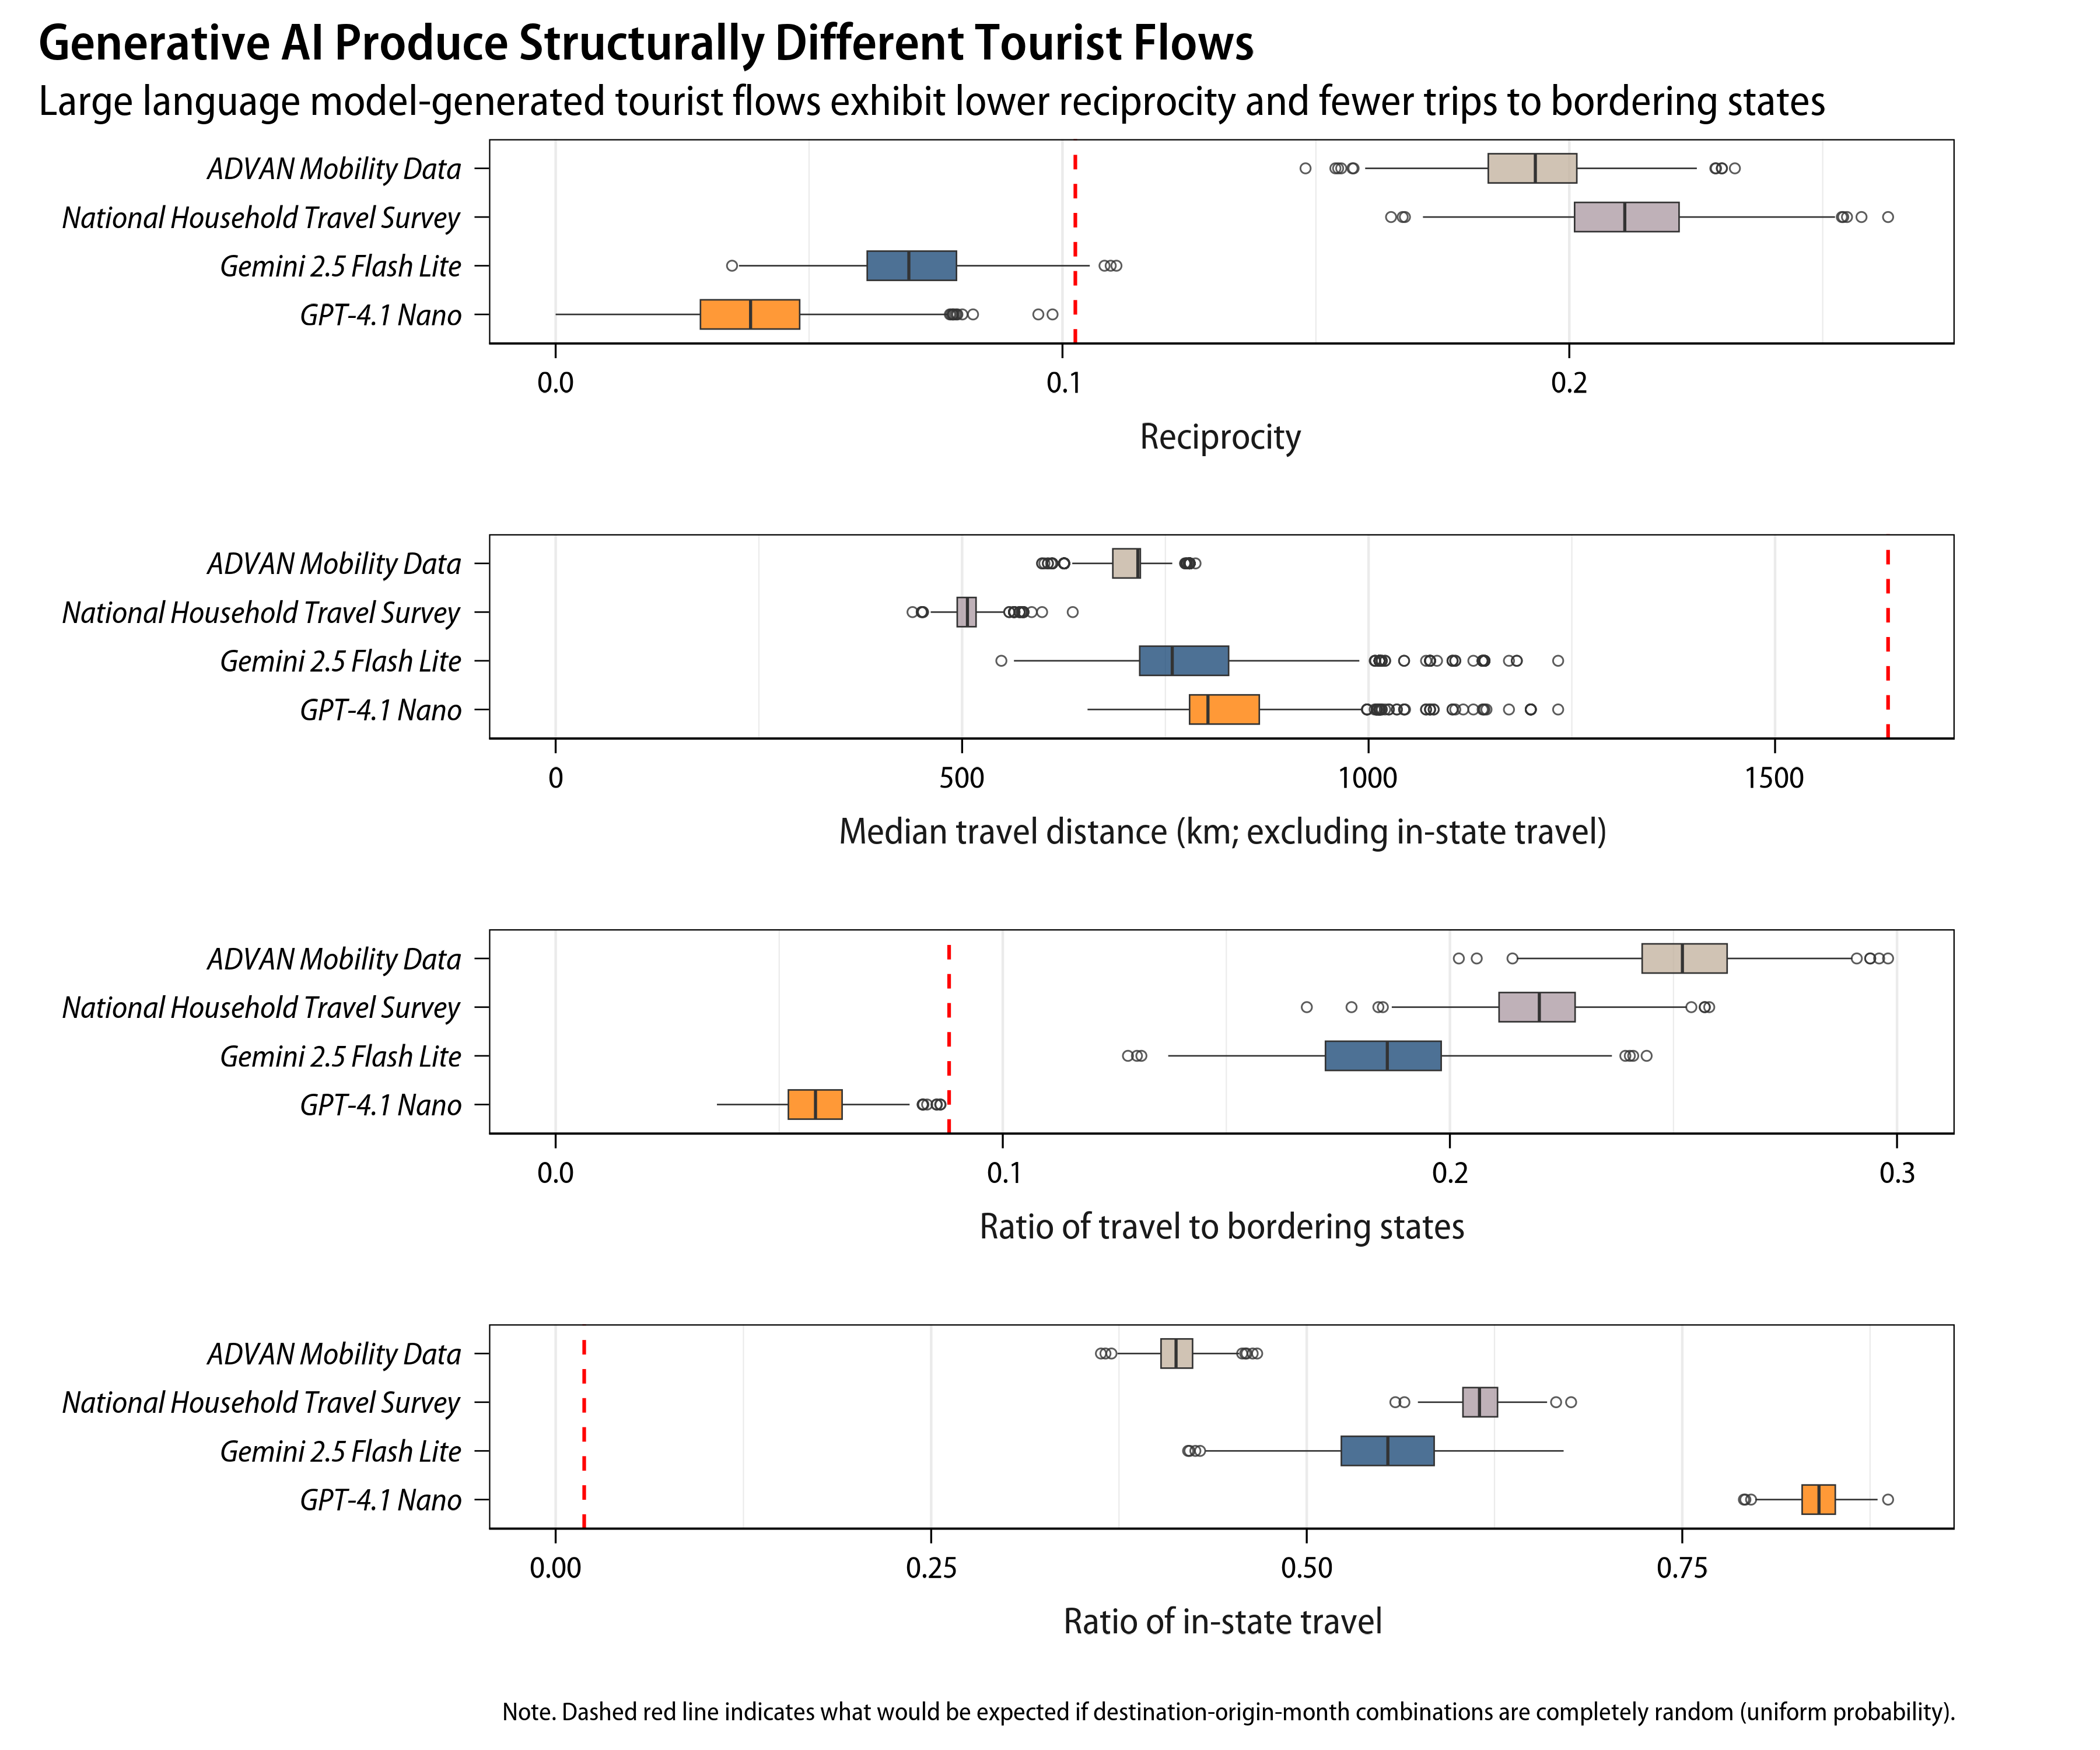 Generative AI Produce Structurally Different Tourist Flows
Large language model-generated tourist flows exhibit lower reciprocity and fewer trips to bordering states
ADVAN Mobility Data
National Household Travel Survey
Gemini 2.5 Flash Lite
GPT-4.1 Nano
0.0 0.1 0.2
Reciprocity
ADVAN Mobility Data
National Household Travel Survey
Gemini 2.5 Flash Lite
GPT-4.1 Nano
0 500 1000 1500
Median travel distance (km; excluding in-state travel)
ADVAN Mobility Data
National Household Travel Survey
Gemini 2.5 Flash Lite
GPT-4.1 Nano
0.0 0.1 0.2 0.3
Ratio of travel to bordering states
ADVAN Mobility Data
National Household Travel Survey
Gemini 2.5 Flash Lite
GPT-4.1 Nano
0.00 0.25 0.50 0.75
Ratio of in-state travel
Note. Dashed red line indicates what would be expected if destination-origin-month combinations are completely random (uniform probability).